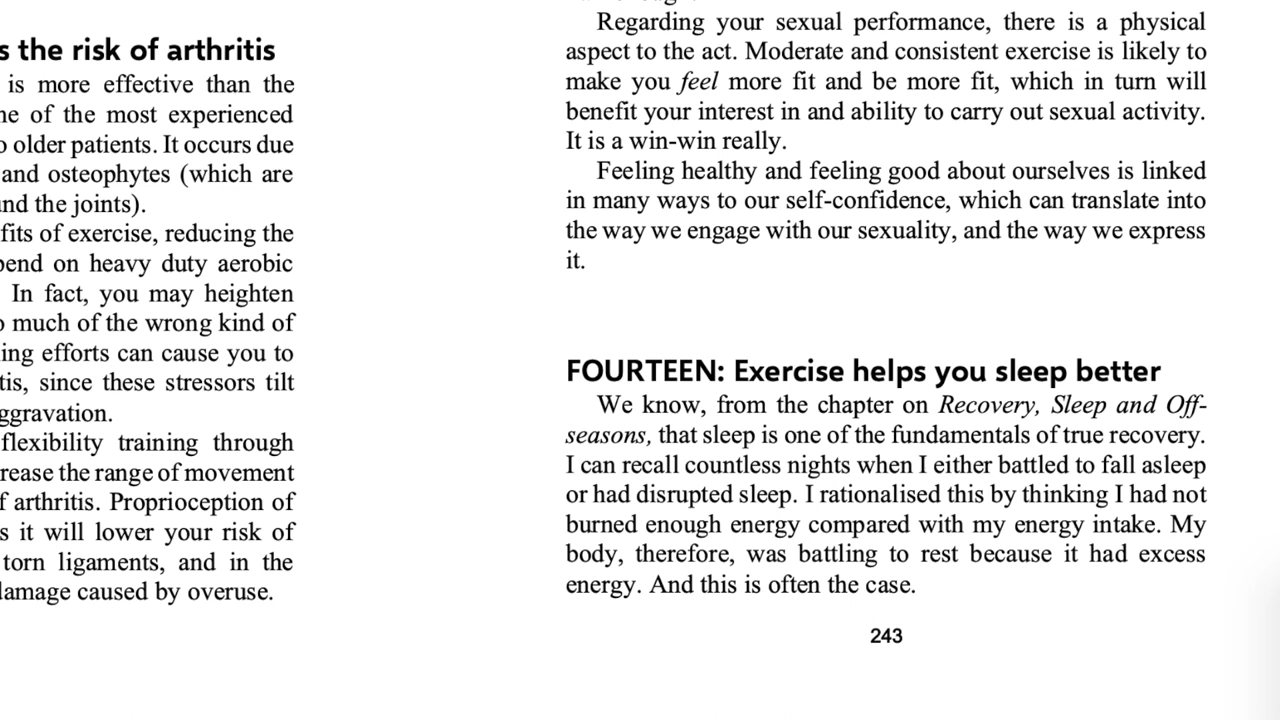 s the risk of arthritis
is more effective than the
ne of the most experienced
o older patients. It occurs due
and osteophytes (which are
und the joints).
fits of exercise, reducing the
pend on heavy duty aerobic
In fact, you may heighten
o much of the wrong kind of
ing efforts can cause you to
tis, since these stressors tilt
ggravation.
flexibility training through
crease the range of movement
f arthritis. Proprioception of
s it will lower your risk of
torn ligaments, and in the
damage caused by overuse.
Regarding your sexual performance, there is a physical
aspect to the act. Moderate and consistent exercise is likely to
make you feel more fit and be more fit, which in turn will
benefit your interest in and ability to carry out sexual activity.
It is a win-win really.
Feeling healthy and feeling good about ourselves is linked
in many ways to our self-confidence, which can translate into
the way we engage with our sexuality, and the way we express
it.
FOURTEEN: Exercise helps you sleep better
We know, from the chapter on Recovery, Sleep and Off-
seasons, that sleep is one of the fundamentals of true recovery.
I can recall countless nights when I either battled to fall asleep
or had disrupted sleep. I rationalised this by thinking I had not
burned enough energy compared with my energy intake. My
body, therefore, was battling to rest because it had excess
energy. And this is often the case.
243